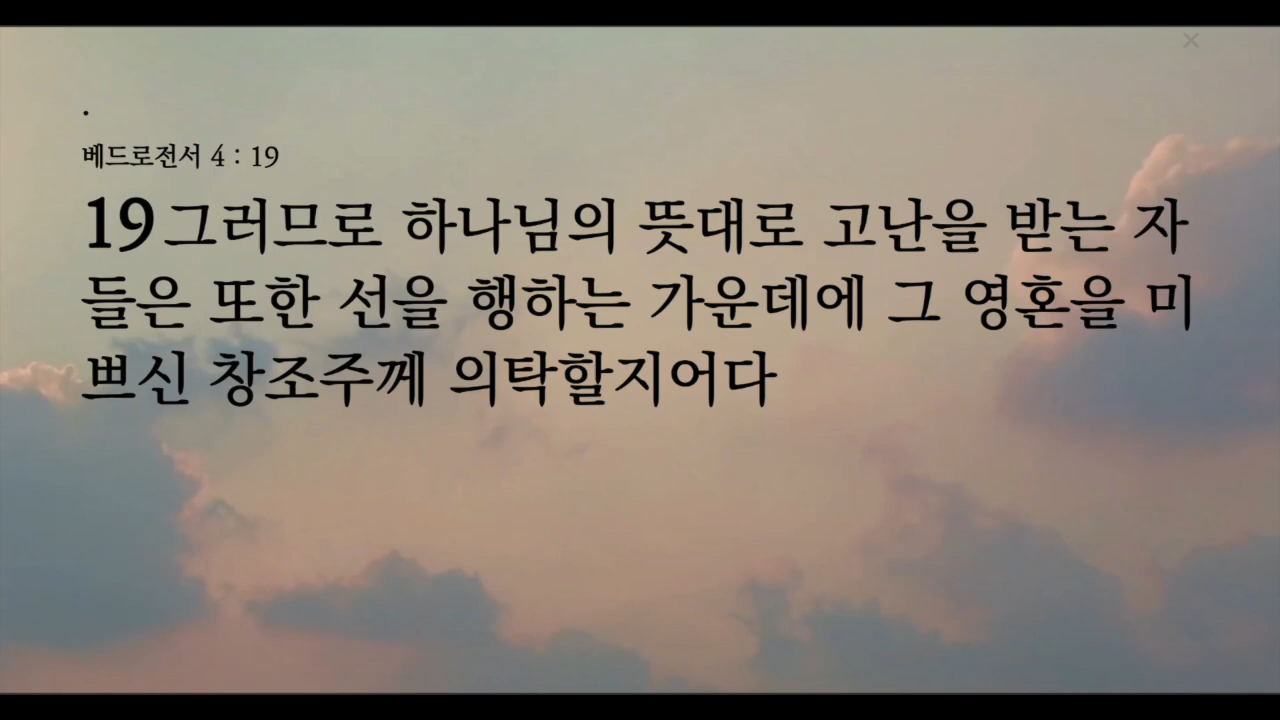 .
베드로전서 4 : 19
19 그러므로 하나님의 뜻대로 고난을 받는 자
들은 또한 선을 행하는 가운데에 그 영혼을 미
쁘신 창조주께 의탁할지어다